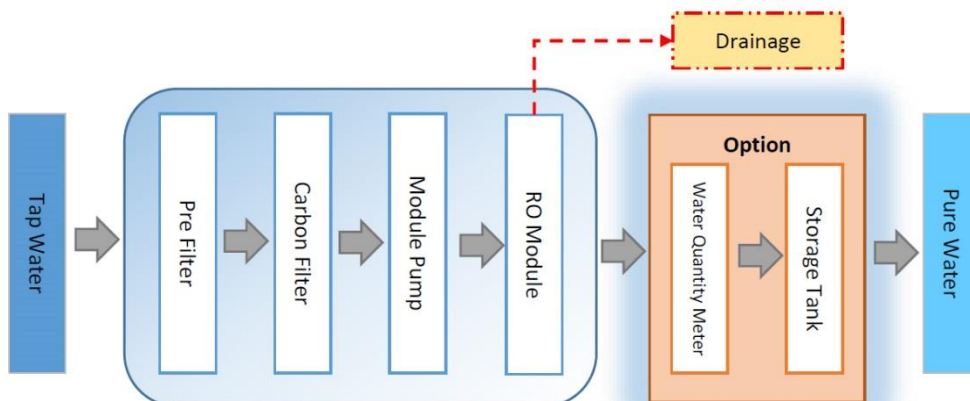 Drainage
Tap Water
Pre Filter
Carbon Filter
Module Pump
RO Module
Option
Water Quantity Meter
Storage
Tank
Pure Water